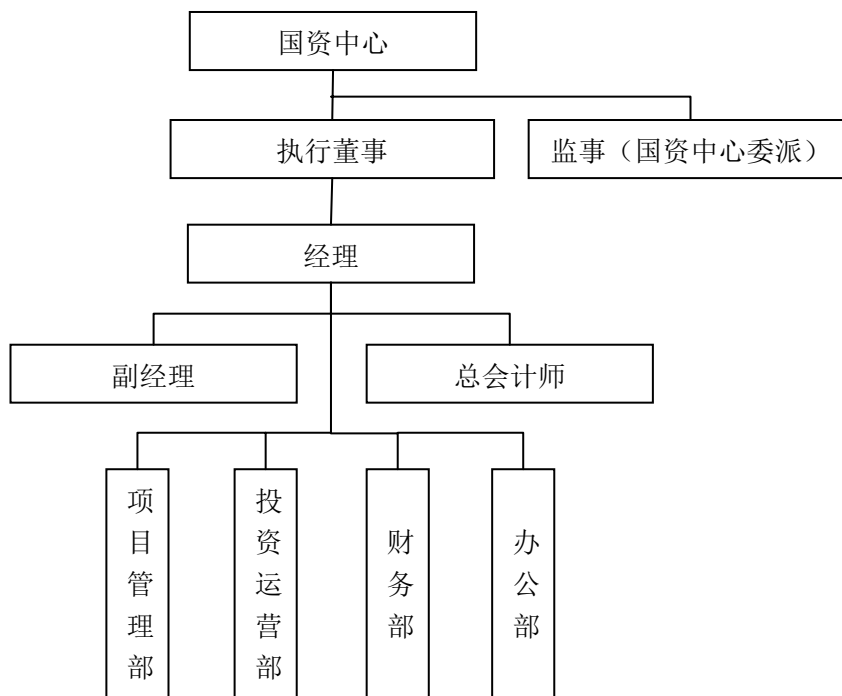 国资中心
执行董事
监事（国资中心委派）
经理
副经理
总会计师
项目管理部
投资运营部
财务部
办公部